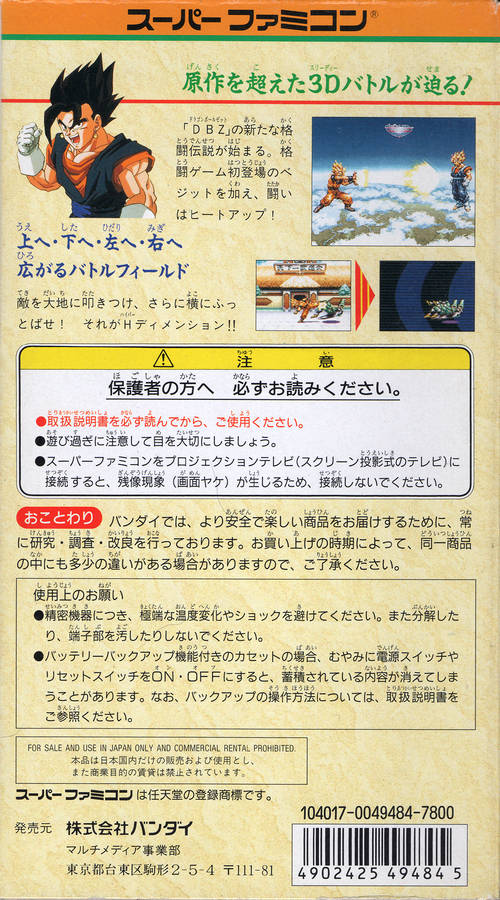 スーパーファミコン®
原作を超えた3Dバトルが迫る!
「DBZ」の新たな格
闘伝説が始まる。格
闘ゲーム初登場のベ
ジットを加え、闘い
はヒートアップ!
上へ・下へ・左へ・右へ
広がるバトルフィールド
敵を大地に叩きつけ、さらに横にふっ
とばせ! それがHディメンション!!
注意
保護者の方へ 必ずお読みください。
●取扱説明書を必ず読んでから、ご使用ください。
●遊び過ぎに注意して目を大切にしましょう。
●スーパーファミコンをプロジェクションテレビ(スクリーン投影式のテレビ)に
接続すると、残像現象(画面ヤケ)が生じるため、接続しないでください。
おことわり バンダイでは、より安全で楽しい商品をお届けするために、常
に研究・調査・改良を行っております。お買い上げの時期によって、同一商品
の中にも多少の違いがある場合がありますので、ご了承ください。
使用上のお願い
●精密機器につき、極端な温度変化やショックを避けてください。また分解した
り、端子部を汚したりしないでください。
●バッテリーバックアップ機能付きのカセットの場合、むやみに電源スイッチや
リセットスイッチをON・OFFにすると、蓄積されている内容が消えてしま
うことがあります。なお、バックアップの操作方法については、取扱説明書を
ご参照ください。
FOR SALE AND USE IN JAPAN ONLY AND COMMERCIAL RENTAL PROHIBITED.
本品は日本国内だけの販売および使用とし、
また商業目的の賃貸は禁止されています。
スーパーファミコンは任天堂の登録商標です。
発売元 株式会社バンダイ
マルチメディア事業部
東京都台東区駒形2-5-4 〒111-81
104017-0049484-7800
4902425494845